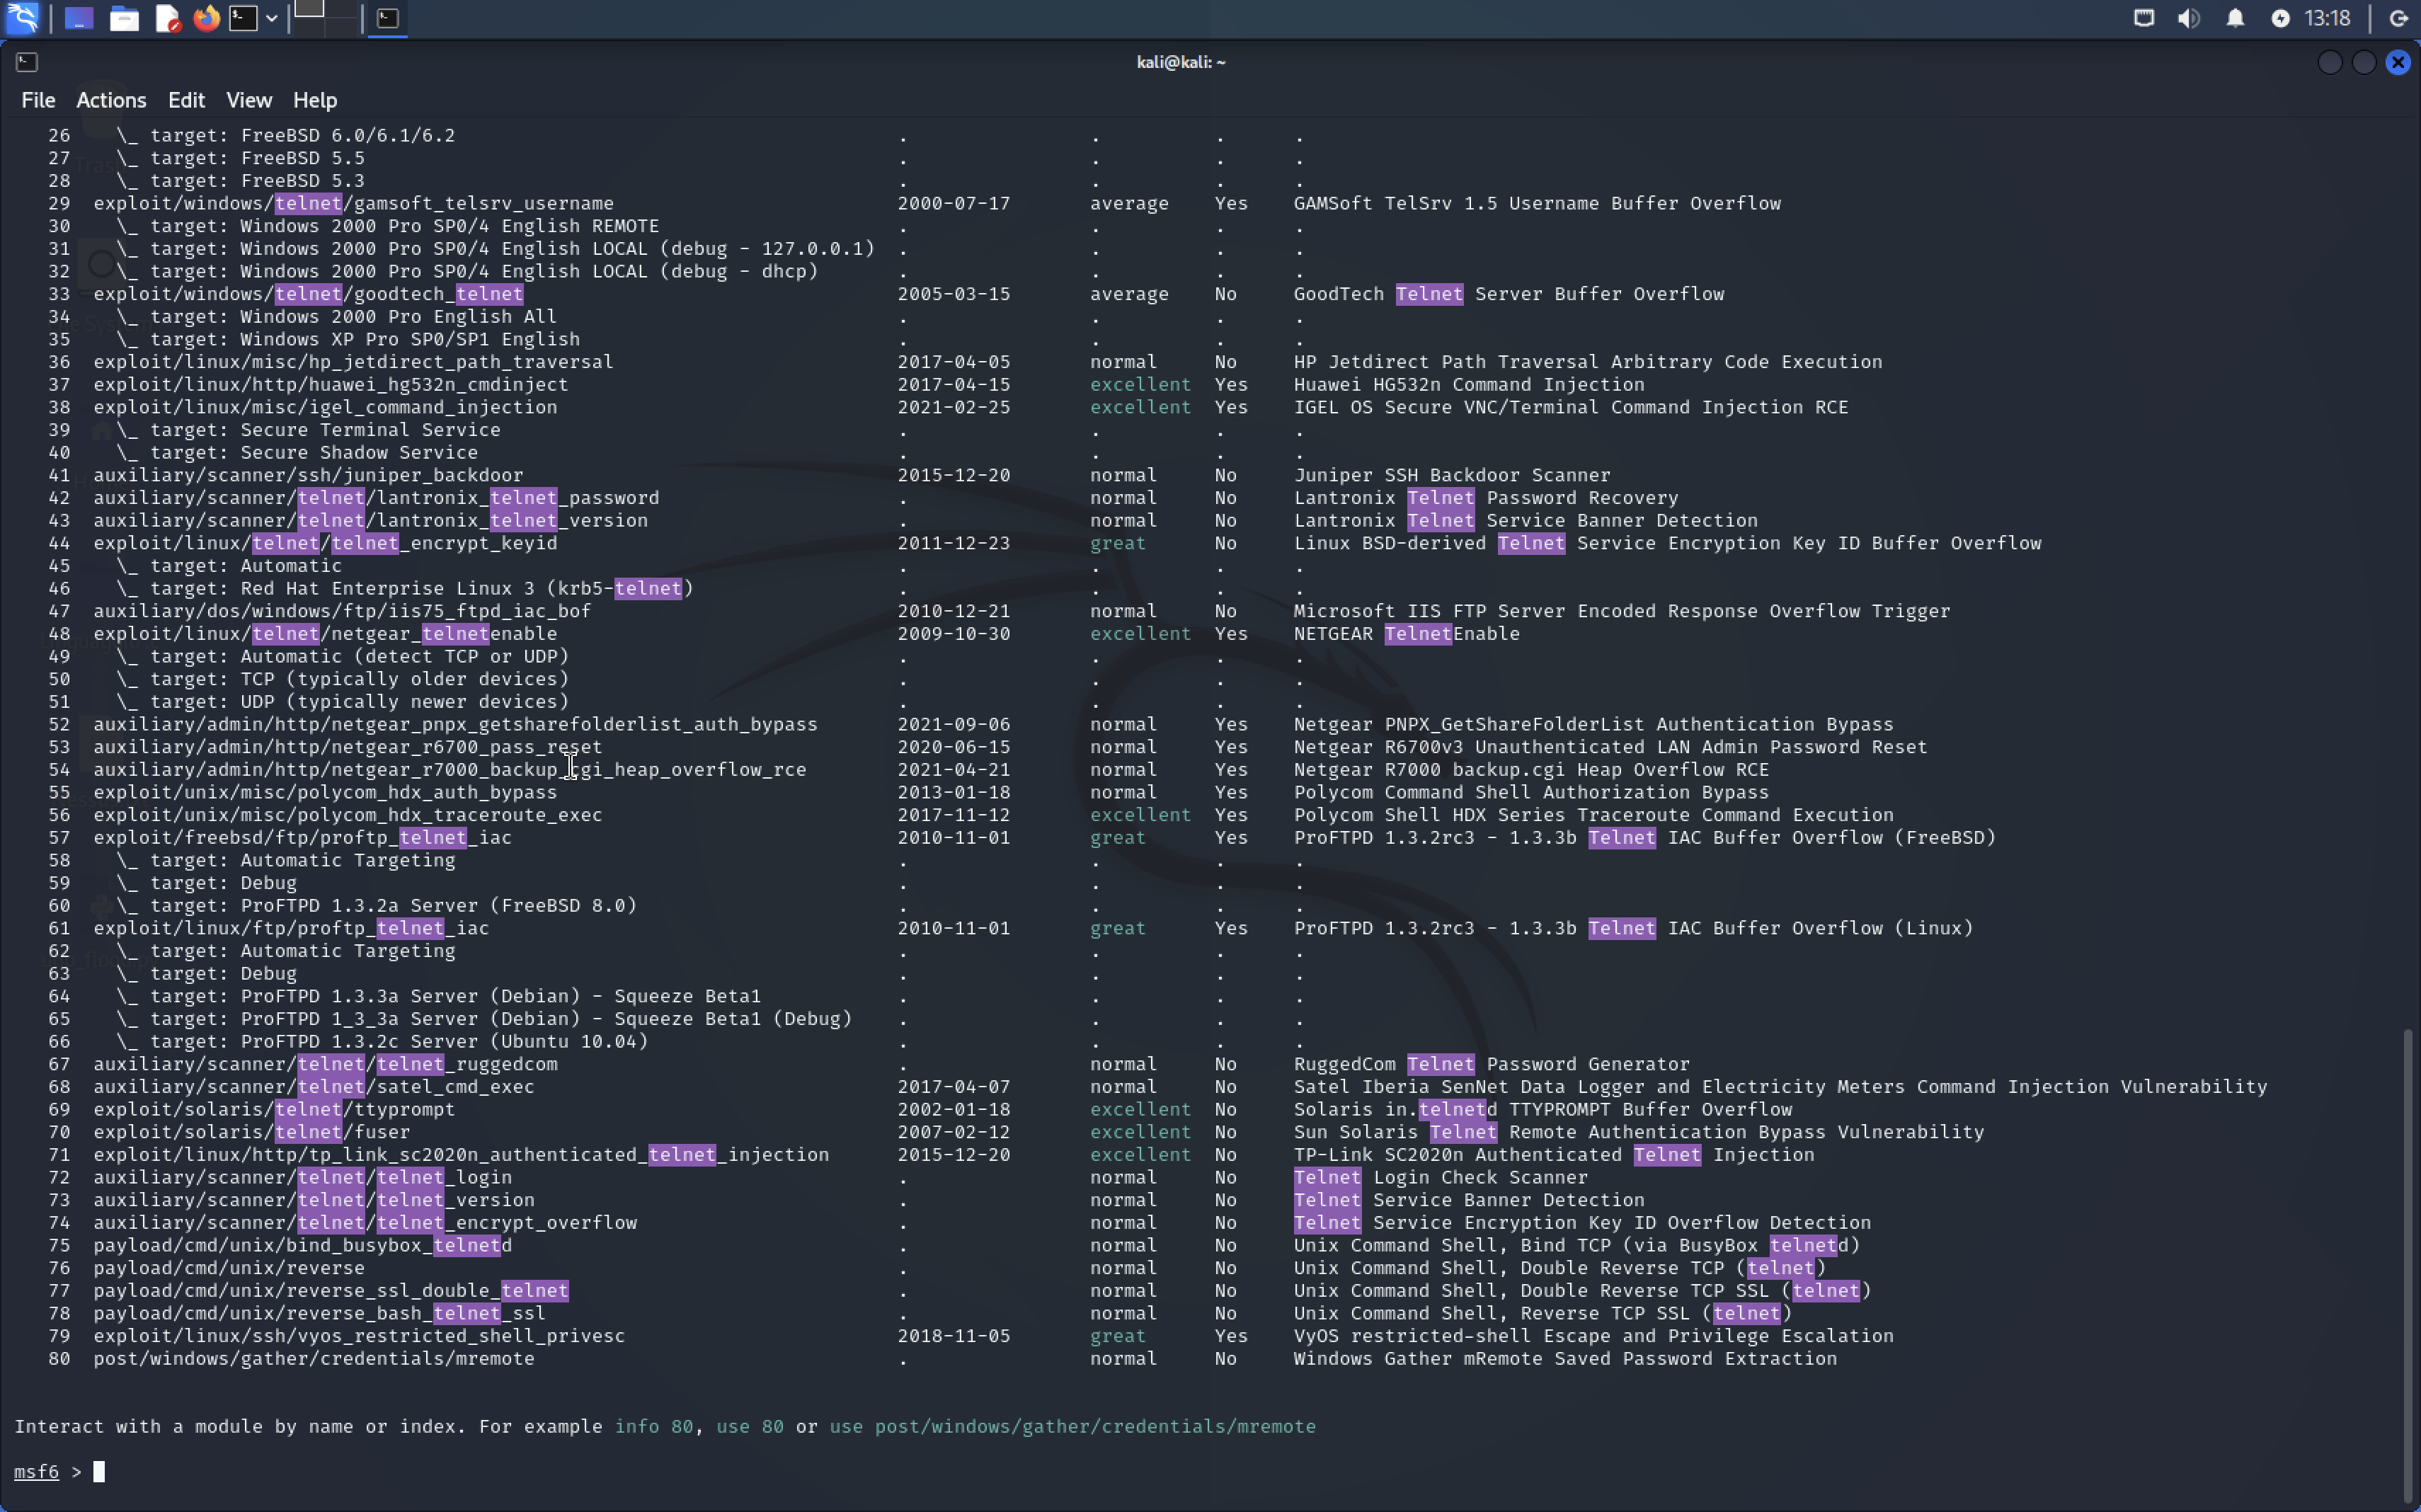 13:18
kali@kali: ~
File Actions Edit View Help
26 \_ target: FreeBSD 6.0/6.1/6.2 . . . .
27 \_ target: FreeBSD 5.5 . . . .
28 \_ target: FreeBSD 5.3 . . . .
29 exploit/windows/telnet/gamsoft_telsrv_username 2000-07-17 average Yes GAMSoft TelSrv 1.5 Username Buffer Overflow
30 \_ target: Windows 2000 Pro SP0/4 English REMOTE . . . .
31 \_ target: Windows 2000 Pro SP0/4 English LOCAL (debug - 127.0.0.1) . . . .
32 \_ target: Windows 2000 Pro SP0/4 English LOCAL (debug - dhcp) . . . .
33 exploit/windows/telnet/goodtech_telnet 2005-03-15 average No GoodTech Telnet Server Buffer Overflow
34 \_ target: Windows 2000 Pro English All . . . .
35 \_ target: Windows XP Pro SP0/SP1 English . . . .
36 exploit/linux/misc/hp_jetdirect_path_traversal 2017-04-05 normal No HP Jetdirect Path Traversal Arbitrary Code Execution
37 exploit/linux/http/huawei_hg532n_cmdinject 2017-04-15 excellent Yes Huawei HG532n Command Injection
38 exploit/linux/misc/igel_command_injection 2021-02-25 excellent Yes IGEL OS Secure VNC/Terminal Command Injection RCE
39 \_ target: Secure Terminal Service . . . .
40 \_ target: Secure Shadow Service . . . .
41 auxiliary/scanner/ssh/juniper_backdoor 2015-12-20 normal No Juniper SSH Backdoor Scanner
42 auxiliary/scanner/telnet/lantronix_telnet_password . normal No Lantronix Telnet Password Recovery
43 auxiliary/scanner/telnet/lantronix_telnet_version . normal No Lantronix Telnet Service Banner Detection
44 exploit/linux/telnet/telnet_encrypt_keyid 2011-12-23 great No Linux BSD-derived Telnet Service Encryption Key ID Buffer Overflow
45 \_ target: Automatic . . . .
46 \_ target: Red Hat Enterprise Linux 3 (krb5-telnet) . . . .
47 auxiliary/dos/windows/ftp/iis75_ftpd_iac_bof 2010-12-21 normal No Microsoft IIS FTP Server Encoded Response Overflow Trigger
48 exploit/linux/telnet/netgear_telnetenable 2009-10-30 excellent Yes NETGEAR TelnetEnable
49 \_ target: Automatic (detect TCP or UDP) . . . .
50 \_ target: TCP (typically older devices) . . . .
51 \_ target: UDP (typically newer devices) . . . .
52 auxiliary/admin/http/netgear_pnpx_getsharefolderlist_auth_bypass 2021-09-06 normal Yes Netgear PNPX_GetShareFolderList Authentication Bypass
53 auxiliary/admin/http/netgear_r6700_pass_reset 2020-06-15 normal Yes Netgear R6700v3 Unauthenticated LAN Admin Password Reset
54 auxiliary/admin/http/netgear_r7000_backup_cgi_heap_overflow_rce 2021-04-21 normal Yes Netgear R7000 backup.cgi Heap Overflow RCE
55 exploit/unix/misc/polycom_hdx_auth_bypass 2013-01-18 normal Yes Polycom Command Shell Authorization Bypass
56 exploit/unix/misc/polycom_hdx_traceroute_exec 2017-11-12 excellent Yes Polycom Shell HDX Series Traceroute Command Execution
57 exploit/freebsd/ftp/proftp_telnet_iac 2010-11-01 great Yes ProFTPD 1.3.2rc3 - 1.3.3b Telnet IAC Buffer Overflow (FreeBSD)
58 \_ target: Automatic Targeting . . . .
59 \_ target: Debug . . . .
60 \_ target: ProFTPD 1.3.2a Server (FreeBSD 8.0) . . . .
61 exploit/linux/ftp/proftp_telnet_iac 2010-11-01 great Yes ProFTPD 1.3.2rc3 - 1.3.3b Telnet IAC Buffer Overflow (Linux)
62 \_ target: Automatic Targeting . . . .
63 \_ target: Debug . . . .
64 \_ target: ProFTPD 1.3.3a Server (Debian) - Squeeze Beta1 . . . .
65 \_ target: ProFTPD 1_3_3a Server (Debian) - Squeeze Beta1 (Debug) . . . .
66 \_ target: ProFTPD 1.3.2c Server (Ubuntu 10.04) . . . .
67 auxiliary/scanner/telnet/telnet_ruggedcom . normal No RuggedCom Telnet Password Generator
68 auxiliary/scanner/telnet/satel_cmd_exec 2017-04-07 normal No Satel Iberia SenNet Data Logger and Electricity Meters Command Injection Vulnerability
69 exploit/solaris/telnet/ttyprompt 2002-01-18 excellent No Solaris in.telnetd TTYPROMPT Buffer Overflow
70 exploit/solaris/telnet/fuser 2007-02-12 excellent No Sun Solaris Telnet Remote Authentication Bypass Vulnerability
71 exploit/linux/http/tp_link_sc2020n_authenticated_telnet_injection 2015-12-20 excellent No TP-Link SC2020n Authenticated Telnet Injection
72 auxiliary/scanner/telnet/telnet_login . normal No Telnet Login Check Scanner
73 auxiliary/scanner/telnet/telnet_version . normal No Telnet Service Banner Detection
74 auxiliary/scanner/telnet/telnet_encrypt_overflow . normal No Telnet Service Encryption Key ID Overflow Detection
75 payload/cmd/unix/bind_busybox_telnetd . normal No Unix Command Shell, Bind TCP (via BusyBox telnetd)
76 payload/cmd/unix/reverse . normal No Unix Command Shell, Double Reverse TCP (telnet)
77 payload/cmd/unix/reverse_ssl_double_telnet . normal No Unix Command Shell, Double Reverse TCP SSL (telnet)
78 payload/cmd/unix/reverse_bash_telnet_ssl . normal No Unix Command Shell, Reverse TCP SSL (telnet)
79 exploit/linux/ssh/vyos_restricted_shell_privesc 2018-11-05 great Yes VyOS restricted-shell Escape and Privilege Escalation
80 post/windows/gather/credentials/mremote . normal No Windows Gather mRemote Saved Password Extraction
Interact with a module by name or index. For example info 80, use 80 or use post/windows/gather/credentials/mremote
msf6 >